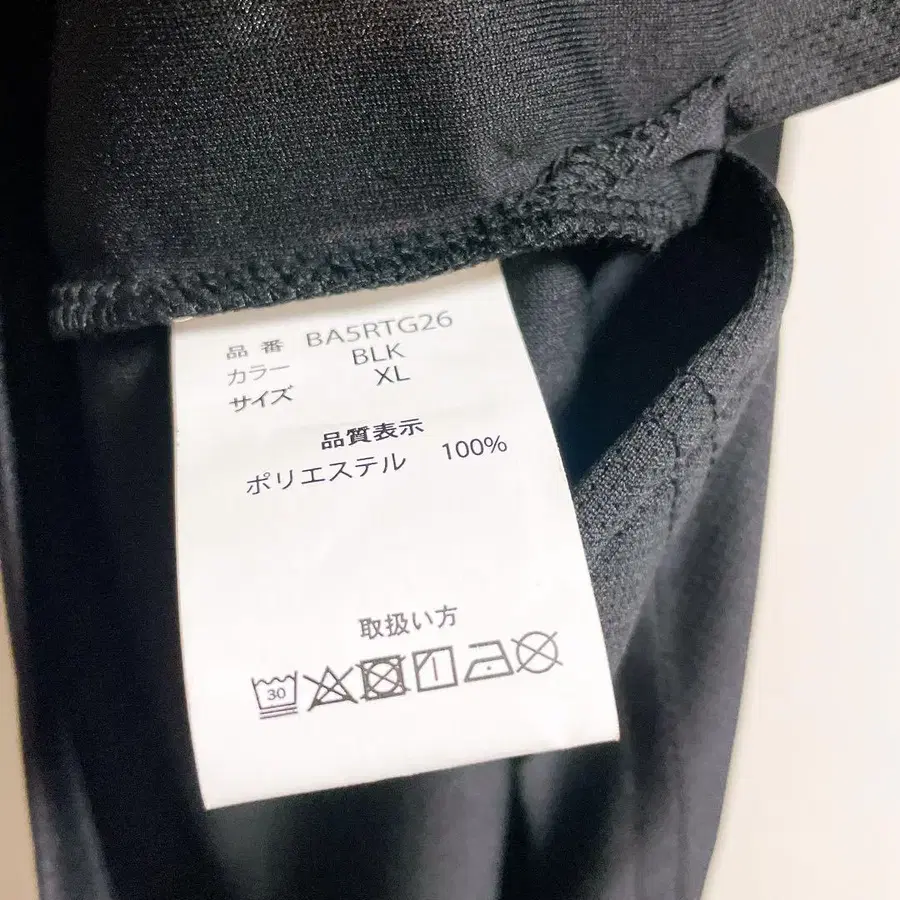 品番 BA5RTG26
カラー BLK
サイズ XL
品質表示
ポリエステル 100%
取扱い方
30